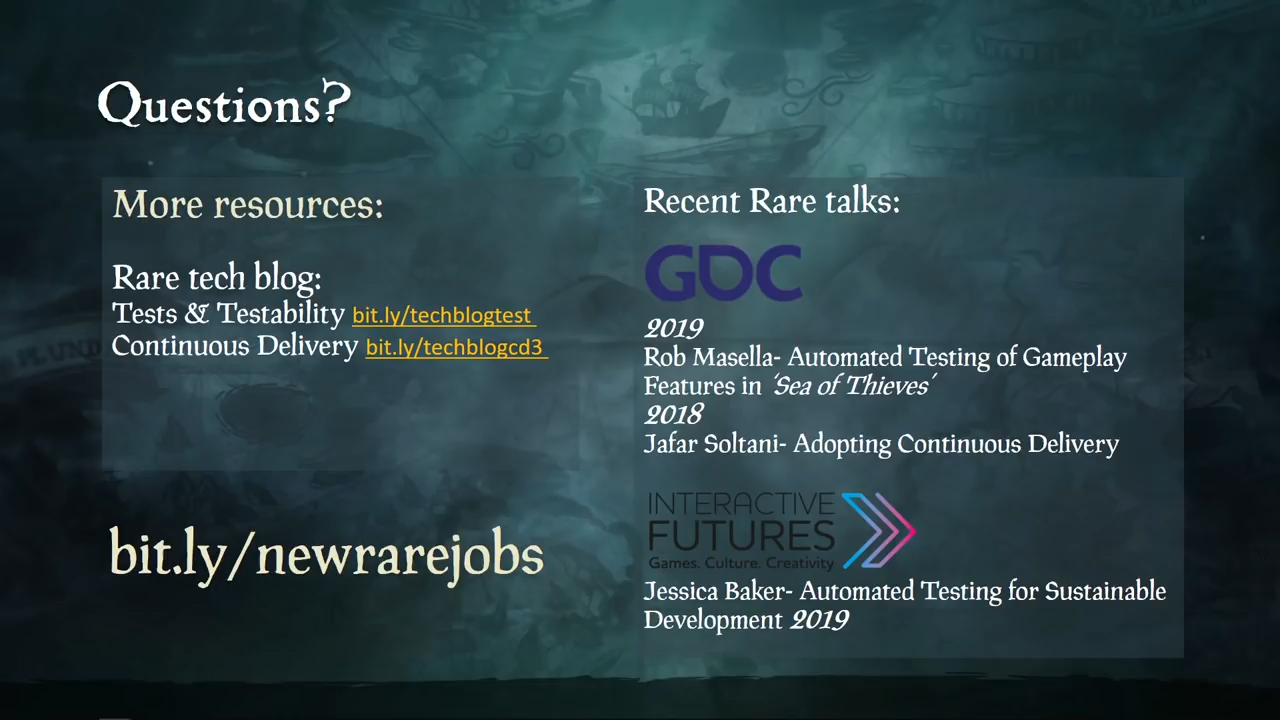 Questions?
More resources:
Rare tech blog:
Tests & Testability bit.ly/techblogtest
Continuous Delivery bit.ly/techblogcd3
bit.ly/newrarejobs
Recent Rare talks:
GDC
2019
Rob Masella- Automated Testing of Gameplay
Features in ‘Sea of Thieves’
2018
Jafar Soltani- Adopting Continuous Delivery
INTERACTIVE
FUTURES
Games. Culture. Creativity
Jessica Baker- Automated Testing for Sustainable
Development 2019